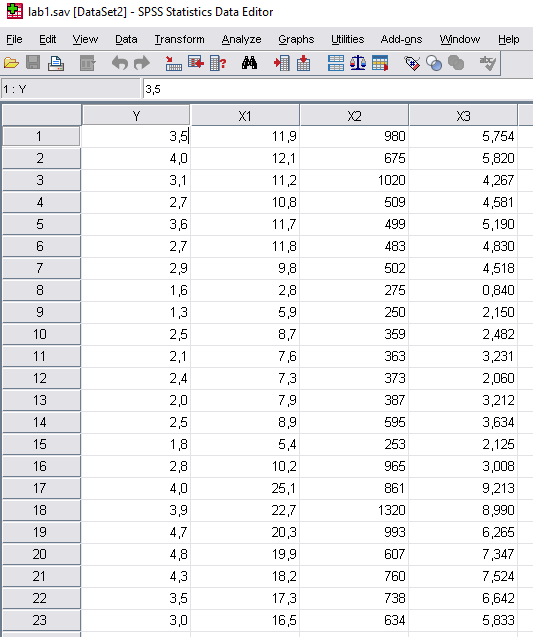 lab1.sav [DataSet2] - SPSS Statistics Data Editor
File Edit View Data Transform Analyze Graphs Utilities Add-ons Window Help
1 : Y 3,5
Y X1 X2 X3
1 3,5 11,9 980 5,754
2 4,0 12,1 675 5,820
3 3,1 11,2 1020 4,267
4 2,7 10,8 509 4,581
5 3,6 11,7 499 5,190
6 2,7 11,8 483 4,830
7 2,9 9,8 502 4,518
8 1,6 2,8 275 0,840
9 1,3 5,9 250 2,150
10 2,5 8,7 359 2,482
11 2,1 7,6 363 3,231
12 2,4 7,3 373 2,060
13 2,0 7,9 387 3,212
14 2,5 8,9 595 3,634
15 1,8 5,4 253 2,125
16 2,8 10,2 965 3,008
17 4,0 25,1 861 9,213
18 3,9 22,7 1320 8,990
19 4,7 20,3 993 6,265
20 4,8 19,9 607 7,347
21 4,3 18,2 760 7,524
22 3,5 17,3 738 6,642
23 3,0 16,5 634 5,833